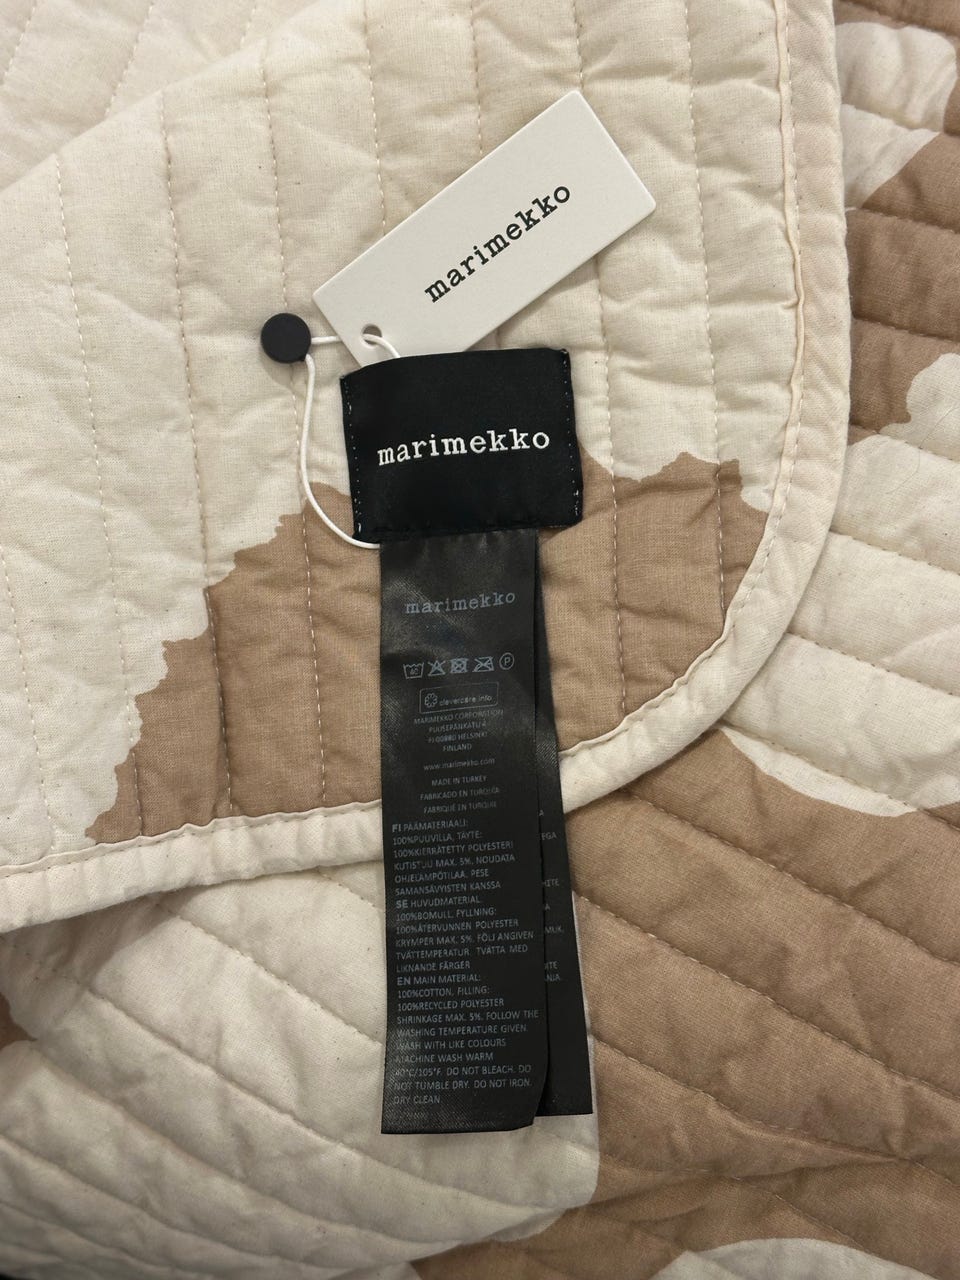 marimekko
marimekko
marimekko
40
P
clevercare.info
MARIMEKKO CORPORATION
PUUSEPÄNKATU 4
FI-00880 HELSINKI
FINLAND
www.marimekko.com
MADE IN TURKEY
FABRICADO EN TURQUÍA
FABRIQUÉ EN TURQUIE
FI PÄÄMATERIAALI:
100%PUUVILLA, TÄYTE:
100%KIERRÄTETTY POLYESTERI
KUTISTUU MAX. 5%. NOUDATA
OHJELÄMPÖTILAA. PESE
SAMANSÄVYISTEN KANSSA
SE HUVUDMATERIAL:
100%BOMULL, FYLLNING:
100%ÅTERVUNNEN POLYESTER
KRYMPER MAX. 5%. FÖLJ ANGIVEN
TVÄTTEMPERATUR. TVÄTTA MED
LIKNANDE FÄRGER
EN MAIN MATERIAL:
100%COTTON, FILLING:
100%RECYCLED POLYESTER
SHRINKAGE MAX. 5%. FOLLOW THE
WASHING TEMPERATURE GIVEN.
WASH WITH LIKE COLOURS
MACHINE WASH WARM
40°C/105°F. DO NOT BLEACH. DO
NOT TUMBLE DRY. DO NOT IRON.
DRY CLEAN